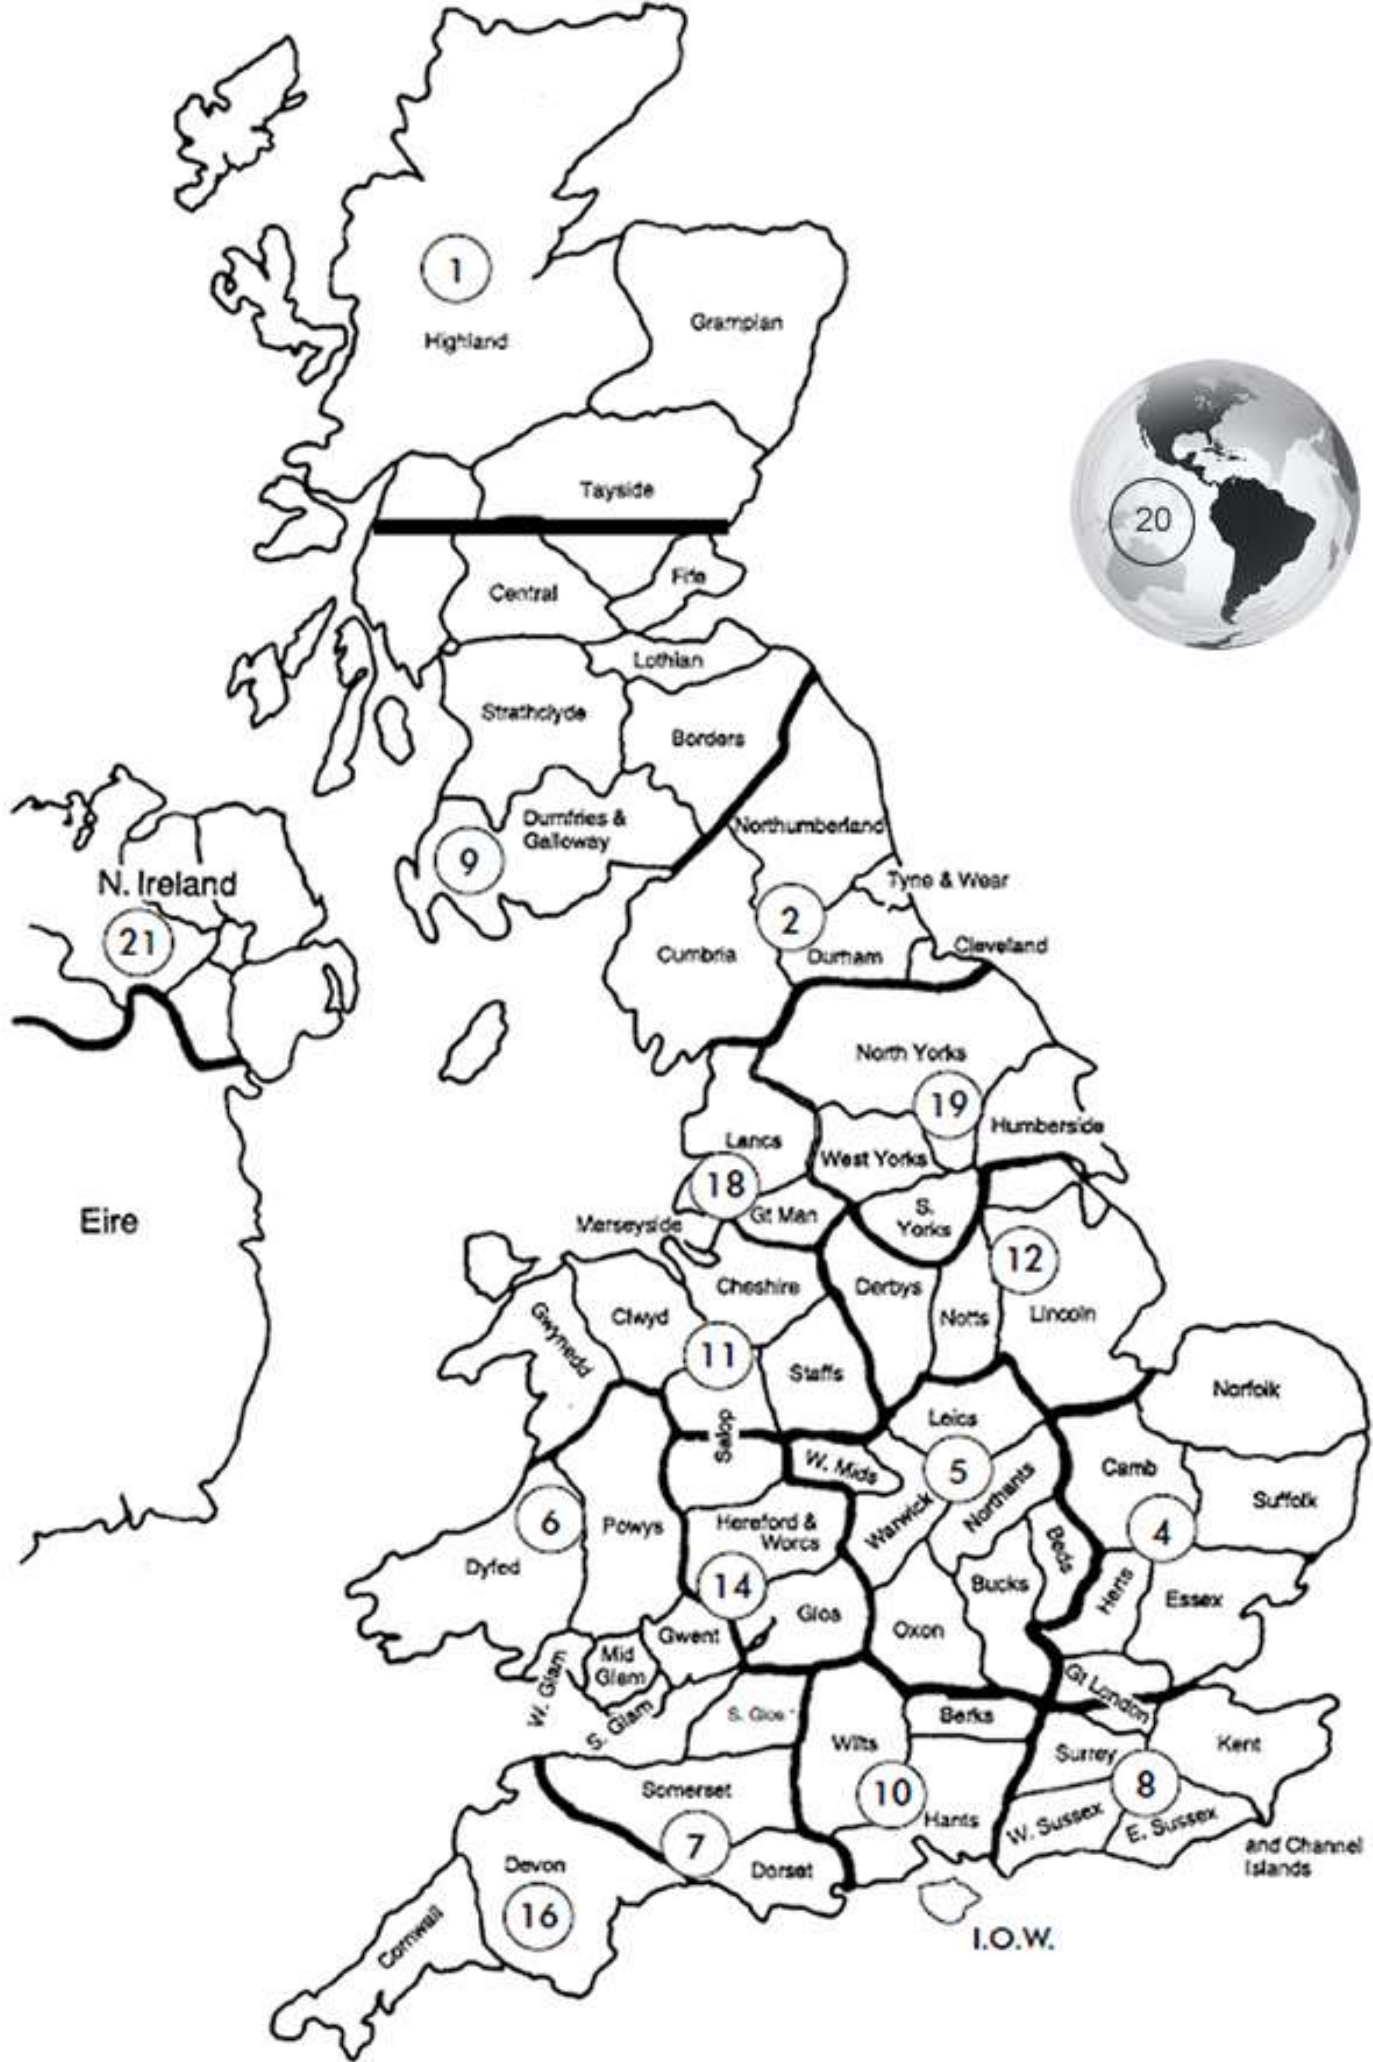 1
Highland
Grampian
Tayside
20
Central
Fife
Lothian
Strathclyde
Borders
Dumfries &
Galloway
9
Northumberland
N. Ireland
21
Tyne & Wear
2
Cumbria
Durham
Cleveland
North Yorks
19
Humberside
Lancs
West Yorks
18
Eire
Merseyside
Gt Man
S.
Yorks
12
Cheshire
Derbys
Clwyd
Notts
Lincoln
Gwynedd
11
Staffs
Norfolk
Salop
Leics
W. Mids
5
Camb
Northants
Suffolk
6
Powys
Hereford &
Worcs
Warwick
4
Dyfed
Beds
14
Bucks
Herts
Essex
Glos
Gwent
Oxon
Mid
Glam
W. Glam
S. Glam
Gt London
S. Glos
Berks
Wilts
Surrey
Kent
Somerset
10
8
Hants
W. Sussex
E. Sussex
7
and Channel
Islands
Devon
Dorset
16
Cornwall
I.O.W.